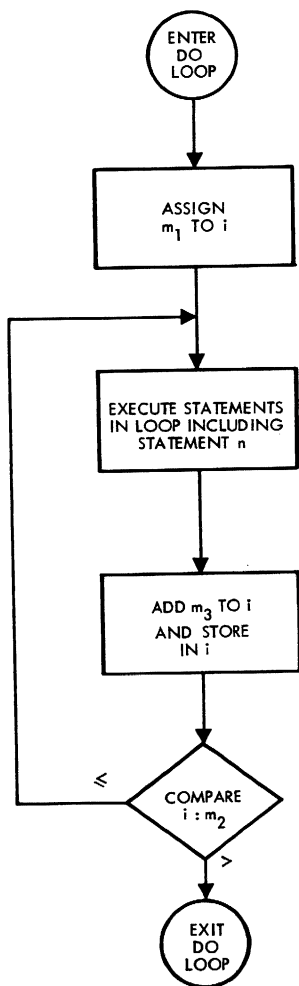 ENTER
DO
LOOP
ASSIGN
m₁ TO i
EXECUTE STATEMENTS
IN LOOP INCLUDING
STATEMENT n
ADD m₃ TO i
AND STORE
IN i
≤
COMPARE
i : m₂
>
EXIT
DO
LOOP